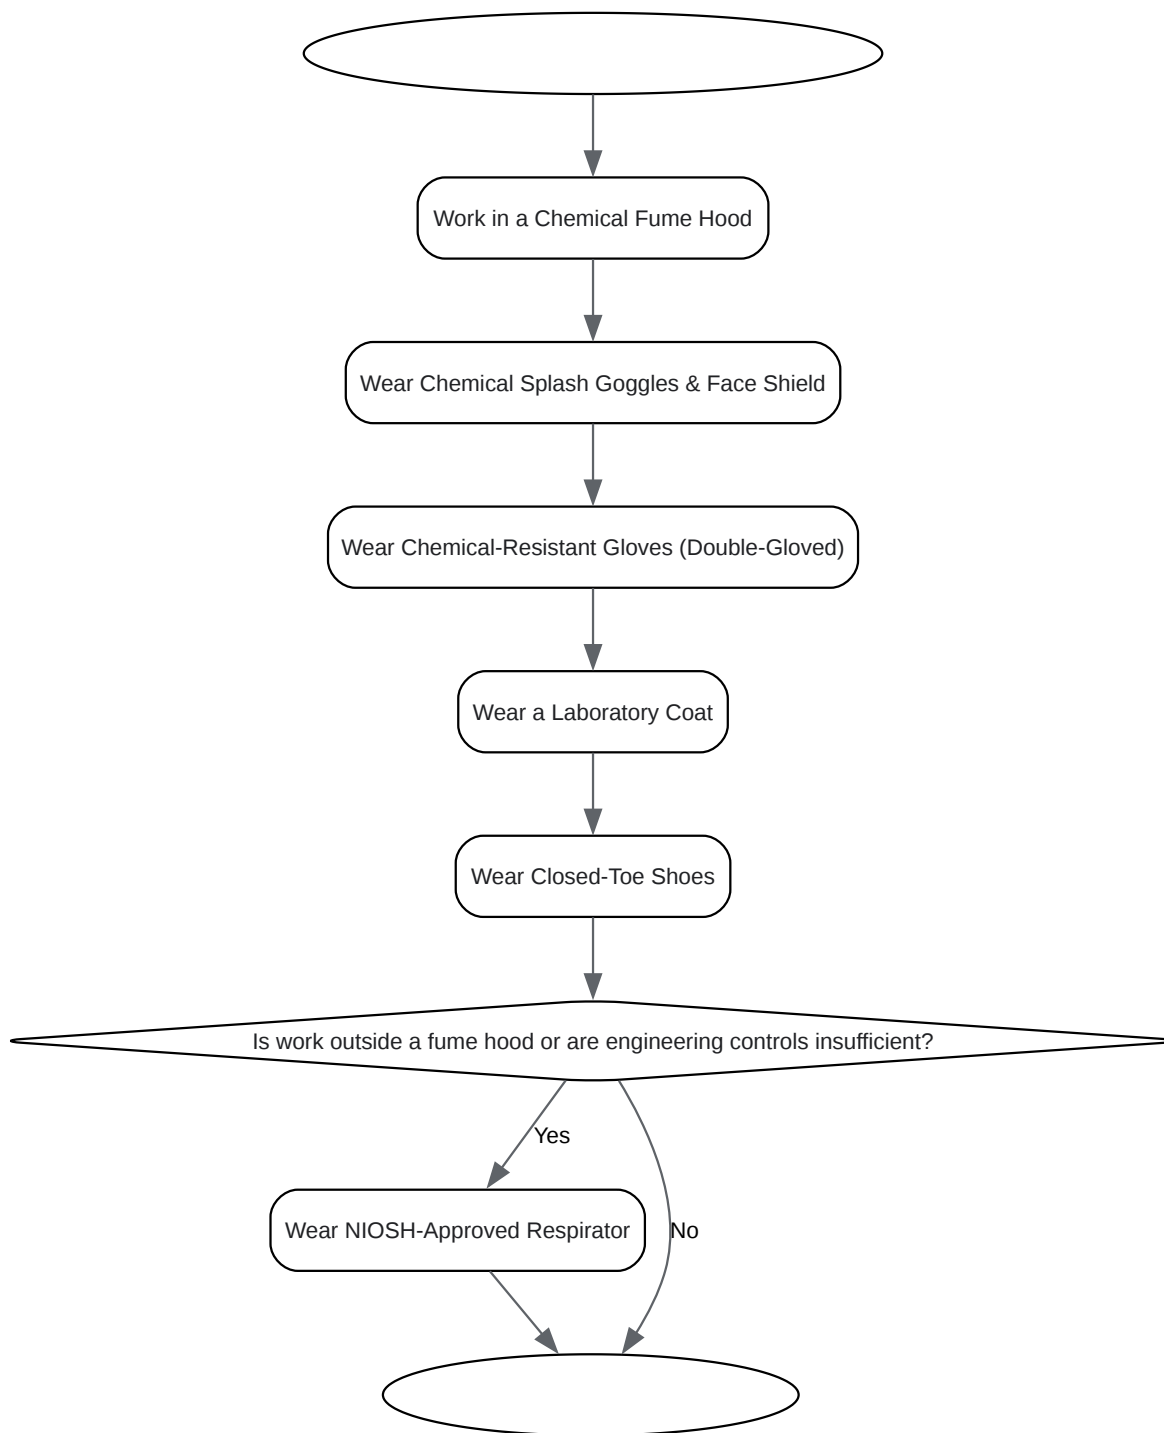 Work in a Chemical Fume Hood
Wear Chemical Splash Goggles & Face Shield
Wear Chemical-Resistant Gloves (Double-Gloved)
Wear a Laboratory Coat
Wear Closed-Toe Shoes
Is work outside a fume hood or are engineering controls insufficient?
Yes
Wear NIOSH-Approved Respirator
No